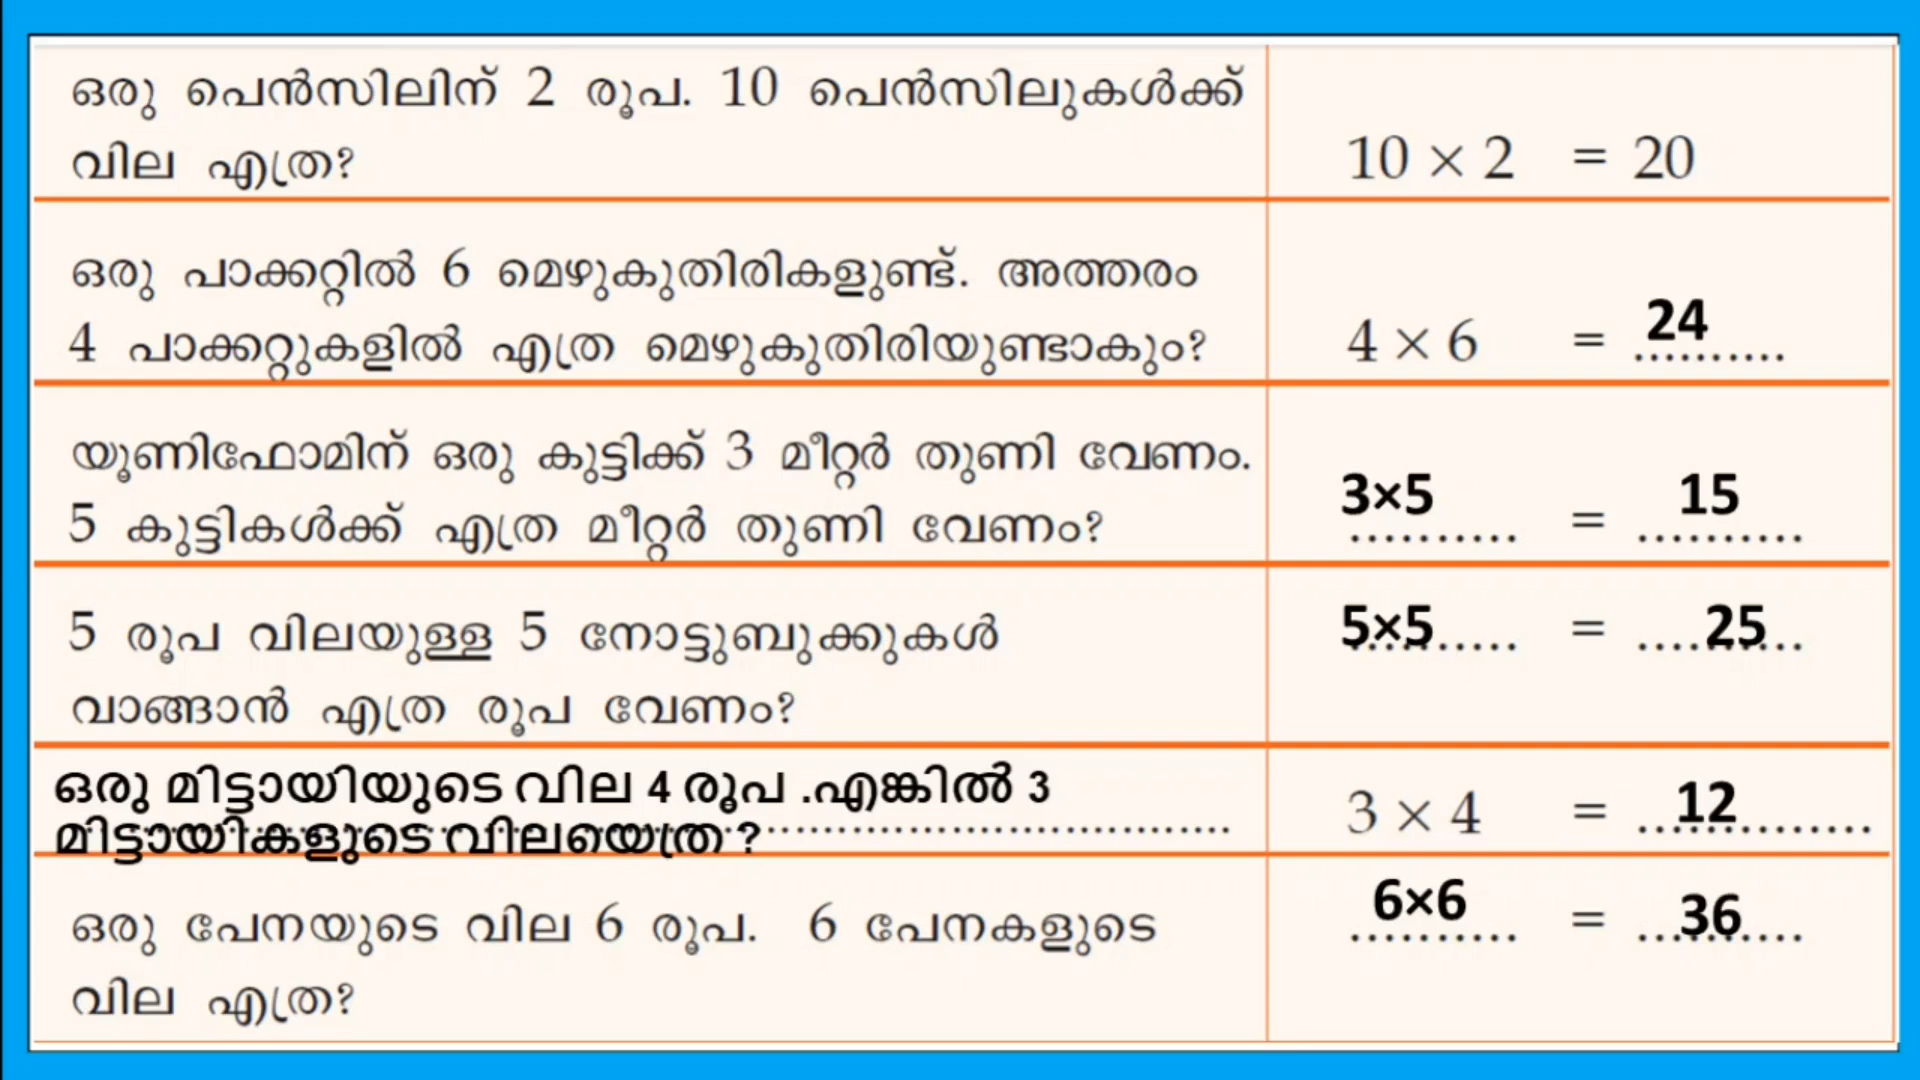 ഒരു പെൻസിലിന് 2 രൂപ. 10 പെൻസിലുകൾക്ക്
വില എത്ര?
10 × 2 = 20
ഒരു പാക്കറ്റിൽ 6 മെഴുകുതിരികളുണ്ട്. അത്തരം
4 പാക്കറ്റുകളിൽ എത്ര മെഴുകുതിരിയുണ്ടാകും?
4 × 6 = 24
യൂണിഫോമിന് ഒരു കുട്ടിക്ക് 3 മീറ്റർ തുണി വേണം.
5 കുട്ടികൾക്ക് എത്ര മീറ്റർ തുണി വേണം?
3×5 = 15
5 രൂപ വിലയുള്ള 5 നോട്ടുബുക്കുകൾ
വാങ്ങാൻ എത്ര രൂപ വേണം?
5×5 = 25
ഒരു മിട്ടായിയുടെ വില 4 രൂപ .എങ്കിൽ 3
മിട്ടായികളുടെ വിലയെത്ര ?
3 × 4 = 12
ഒരു പേനയുടെ വില 6 രൂപ. 6 പേനകളുടെ
വില എത്ര?
6×6 = 36